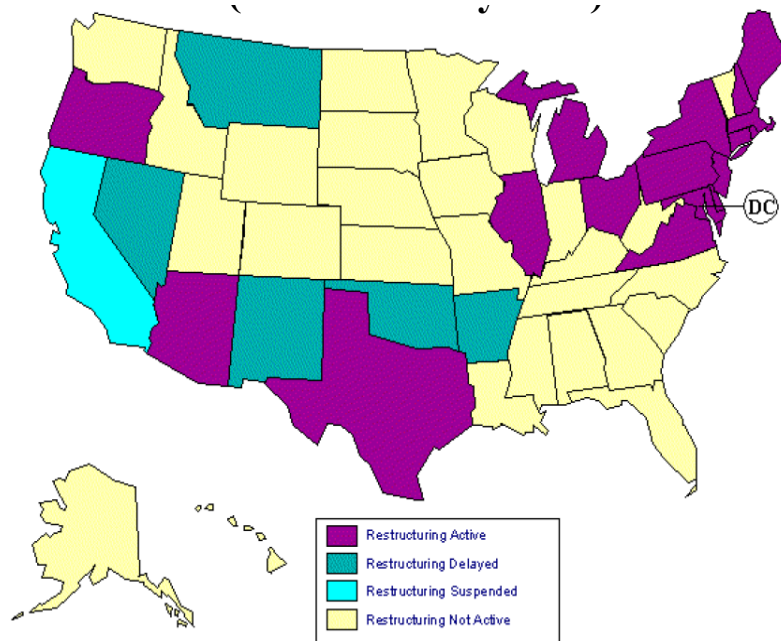 DC
Restructuring Active
Restructuring Delayed
Restructuring Suspended
Restructuring Not Active